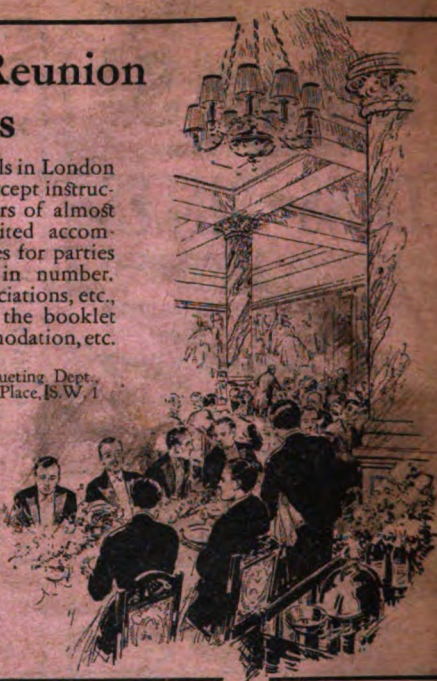 Reunion
s
ls in London
cept instruc-
rs of almost
ited accom-
es for parties
in number.
ciations, etc.,
the booklet
modation, etc.
ueting Dept.,
Place, S.W. 1